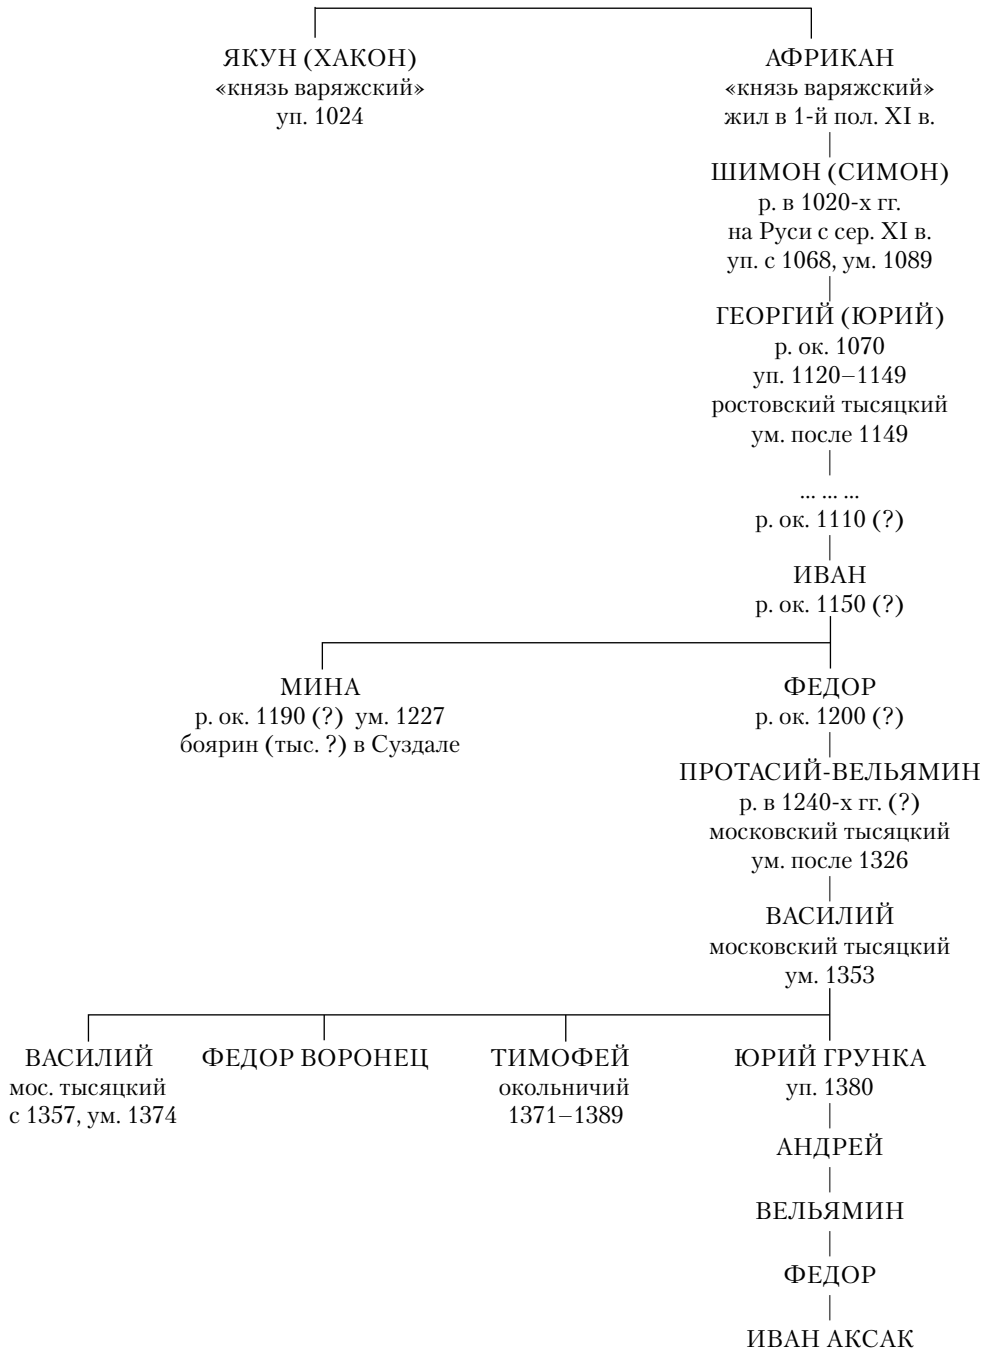 ЯКУН (ХАКОН)
«князь варяжский»
уп. 1024
АФРИКАН
«князь варяжский»
жил в 1-й пол. XI в.
ШИМОН (СИМОН)
р. в 1020-х гг.
на Руси с сер. XI в.
уп. с 1068, ум. 1089
ГЕОРГИЙ (ЮРИЙ)
р. ок. 1070
уп. 1120–1149
ростовский тысяцкий
ум. после 1149
... ... ...
р. ок. 1110 (?)
ИВАН
р. ок. 1150 (?)
МИНА
р. ок. 1190 (?) ум. 1227
боярин (тыс. ?) в Суздале
ФЕДОР
р. ок. 1200 (?)
ПРОТАСИЙ-ВЕЛЬЯМИН
р. в 1240-х гг. (?)
московский тысяцкий
ум. после 1326
ВАСИЛИЙ
московский тысяцкий
ум. 1353
ВАСИЛИЙ
мос. тысяцкий
с 1357, ум. 1374
ФЕДОР ВОРОНЕЦ
ТИМОФЕЙ
окольничий
1371–1389
ЮРИЙ ГРУНКА
уп. 1380
АНДРЕЙ
ВЕЛЬЯМИН
ФЕДОР
ИВАН АКСАК